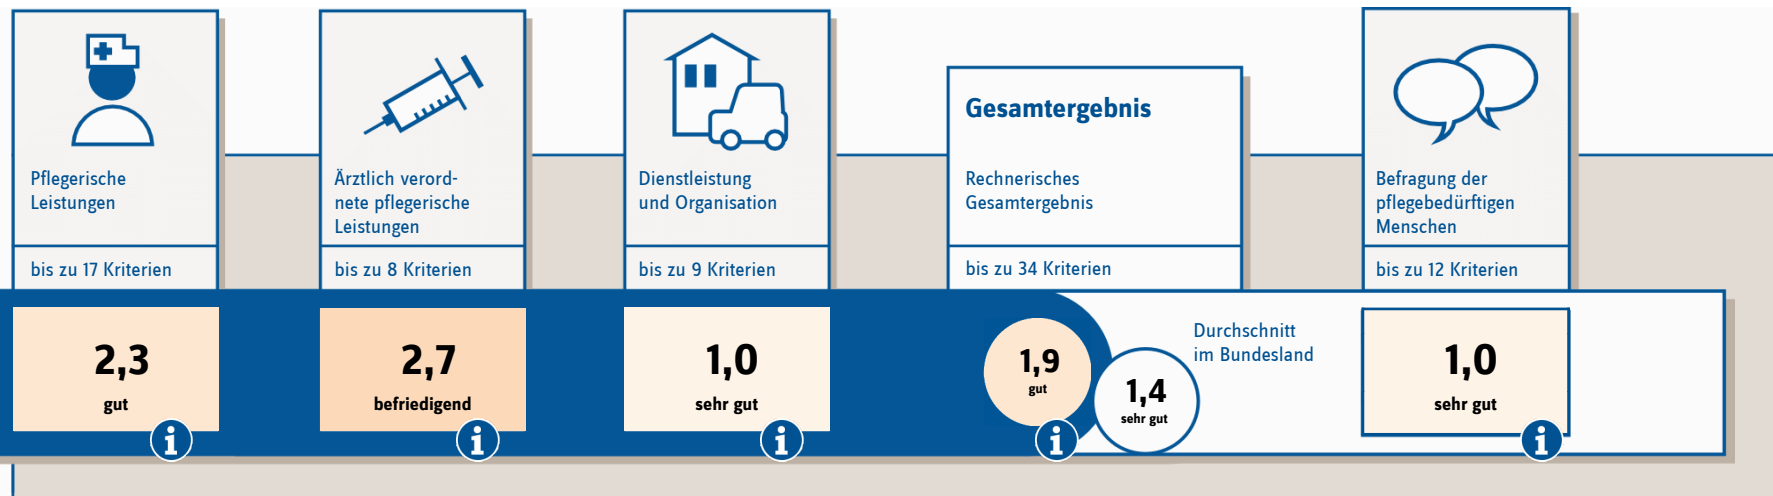 Pflegerische
Leistungen
bis zu 17 Kriterien
2,3
gut
i
Ärztlich verord-
nete pflegerische
Leistungen
bis zu 8 Kriterien
2,7
befriedigend
i
Dienstleistung
und Organisation
bis zu 9 Kriterien
1,0
sehr gut
i
Gesamtergebnis
Rechnerisches
Gesamtergebnis
bis zu 34 Kriterien
1,9
gut
i
1,4
sehr gut
Durchschnitt
im Bundesland
Befragung der
pflegebedürftigen
Menschen
bis zu 12 Kriterien
1,0
sehr gut
i